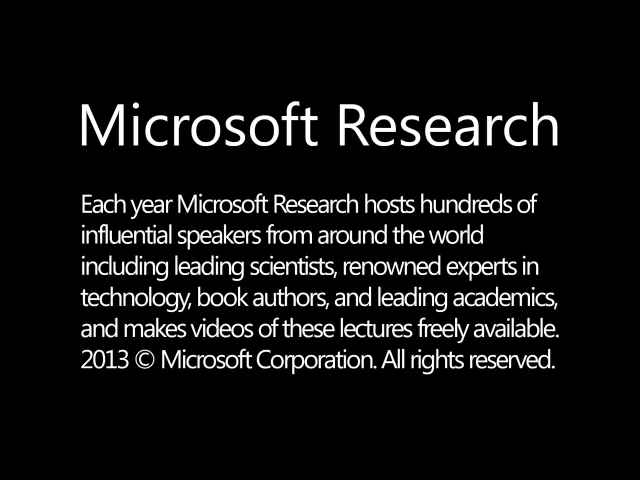 Microsoft Research
Each year Microsoft Research hosts hundreds of
influential speakers from around the world
including leading scientists, renowned experts in
technology, book authors, and leading academics,
and makes videos of these lectures freely available.
2013 © Microsoft Corporation. All rights reserved.